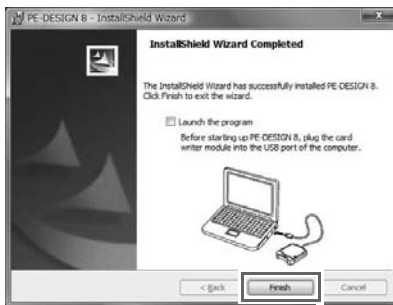 PE-DESIGN 8 - InstallShield Wizard
InstallShield Wizard Completed
The InstallShield Wizard has successfully installed PE-DESIGN 8.
Click Finish to exit the wizard.
Launch the program
Before starting up PE-DESIGN 8, plug the card
writer module into the USB port of the computer.
< Back
Finish
Cancel